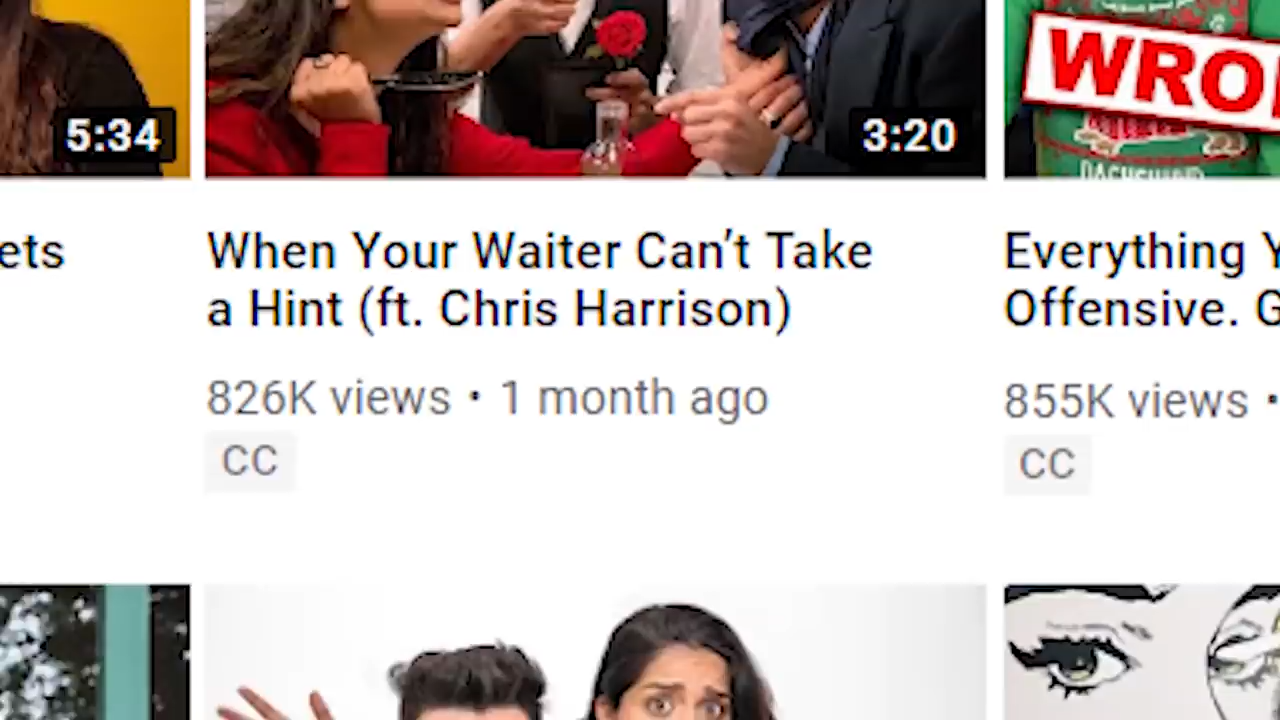 5:34
3:20
WRO
ets
When Your Waiter Can't Take
a Hint (ft. Chris Harrison)
826K views • 1 month ago
CC
Everything Y
Offensive. G
855K views •
CC